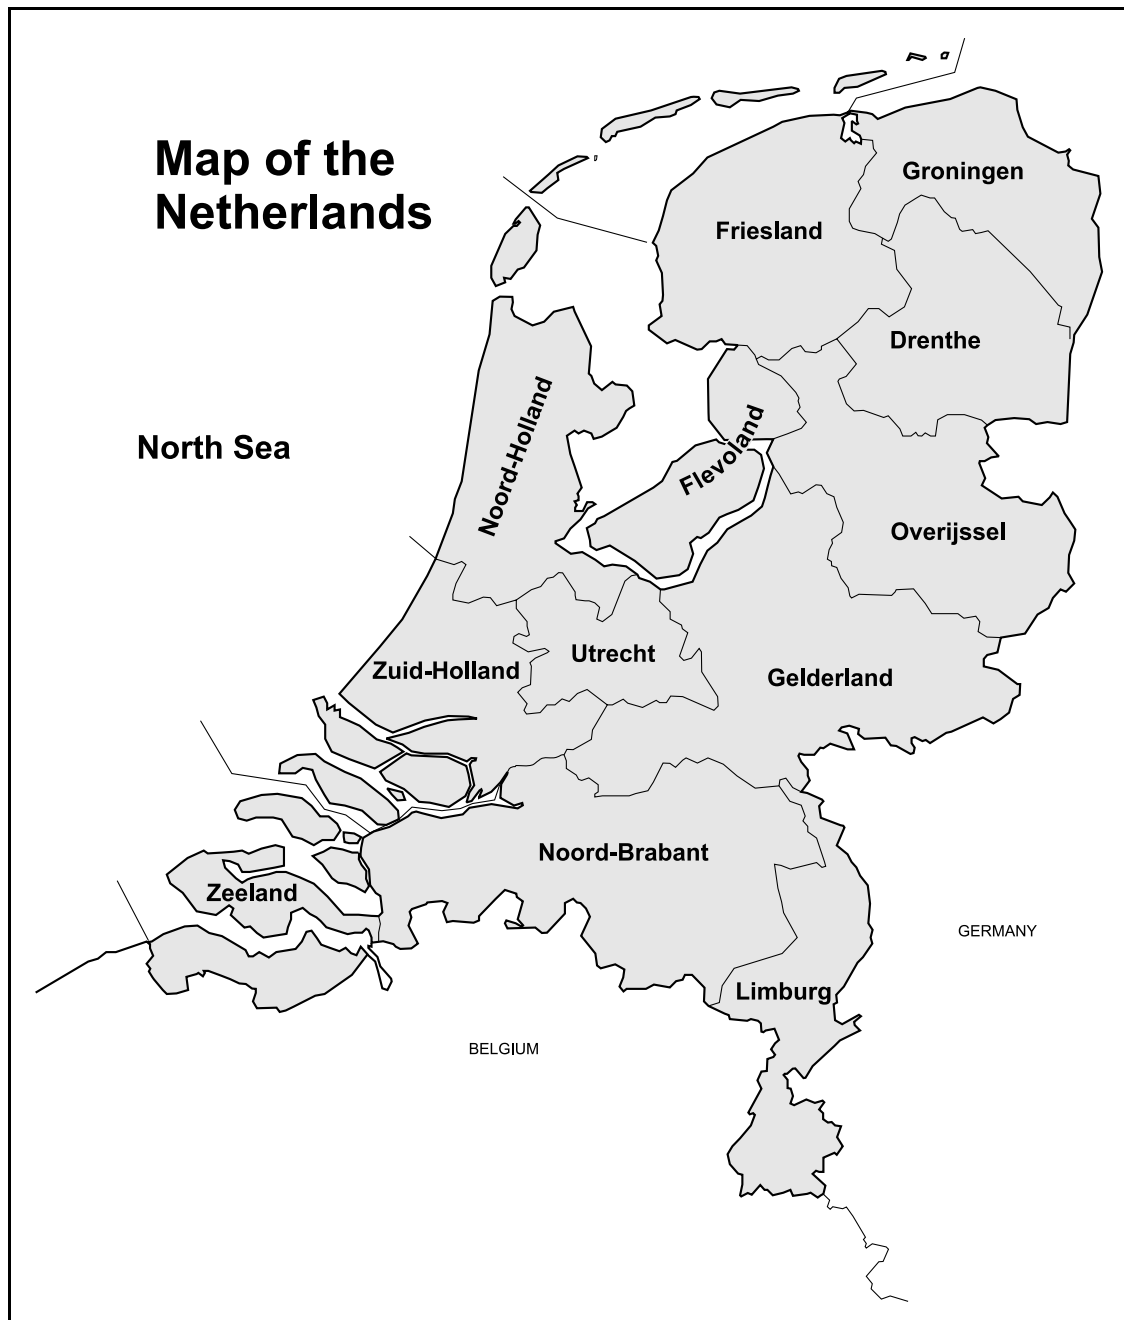 Map of the
Netherlands
Groningen
Friesland
Drenthe
Noord-Holland
North Sea
Flevoland
Overijssel
Utrecht
Zuid-Holland
Gelderland
Noord-Brabant
Zeeland
GERMANY
Limburg
BELGIUM